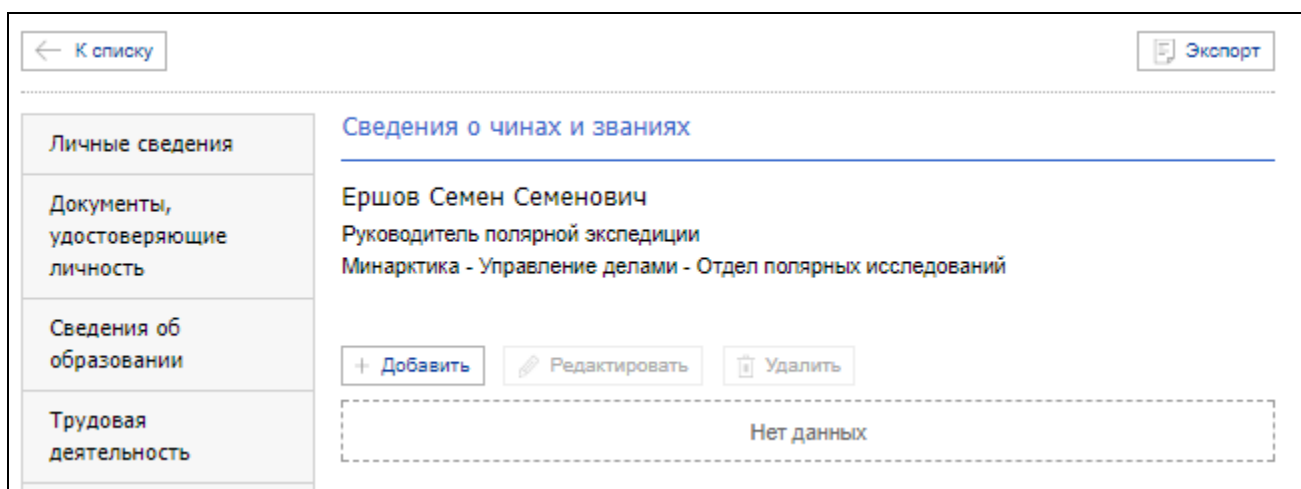 К списку
Экспорт
Личные сведения
Документы,
удостоверяющие
личность
Сведения об
образовании
Трудовая
деятельность
Сведения о чинах и званиях
Ершов Семен Семенович
Руководитель полярной экспедиции
Минарктика - Управление делами - Отдел полярных исследований
+ Добавить
Редактировать
Удалить
Нет данных